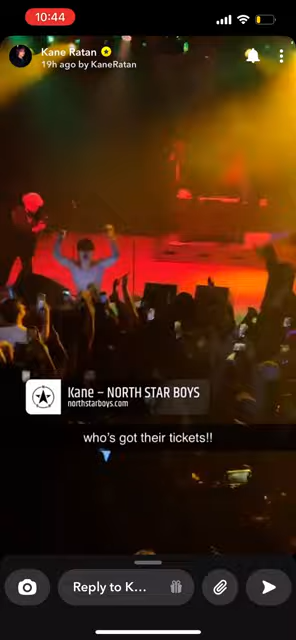 10:44
Kane Ratan
19h ago by KaneRatan
Kane – NORTH STAR BOYS
northstarboys.com
who's got their tickets!!
Reply to K...